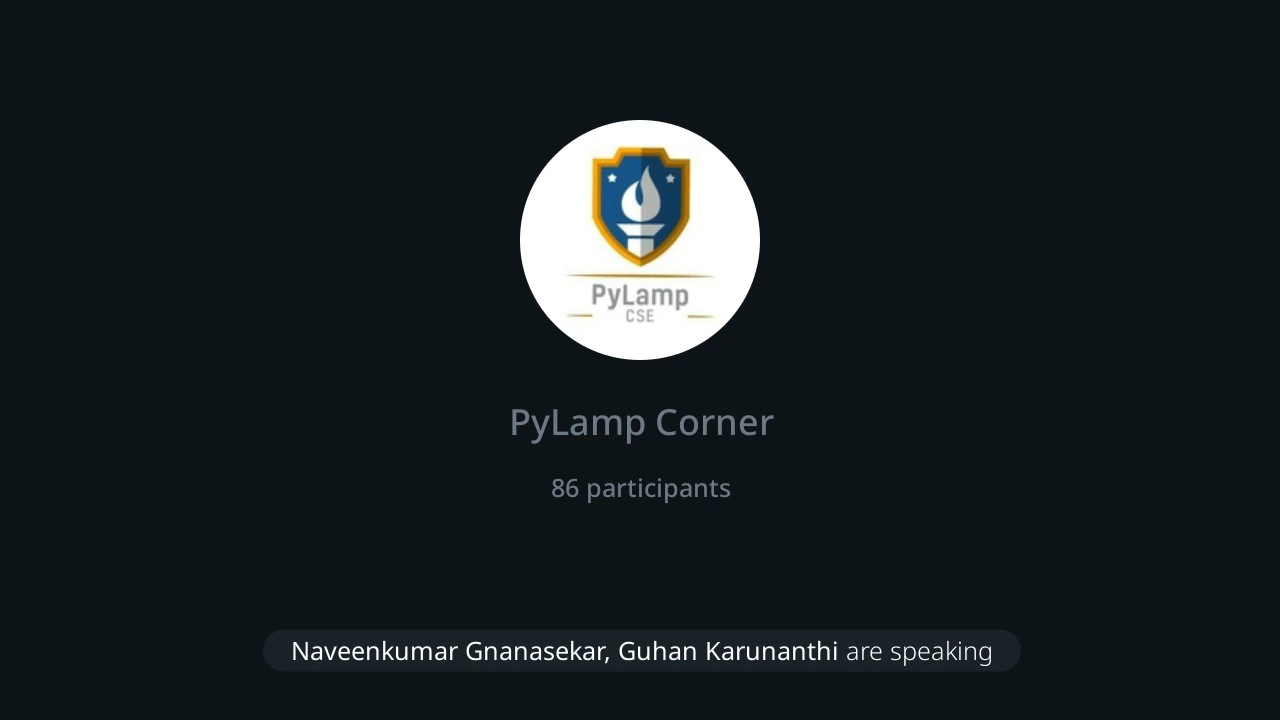 PyLamp
CSE
PyLamp Corner
86 participants
Naveenkumar Gnanasekar, Guhan Karunanthi are speaking